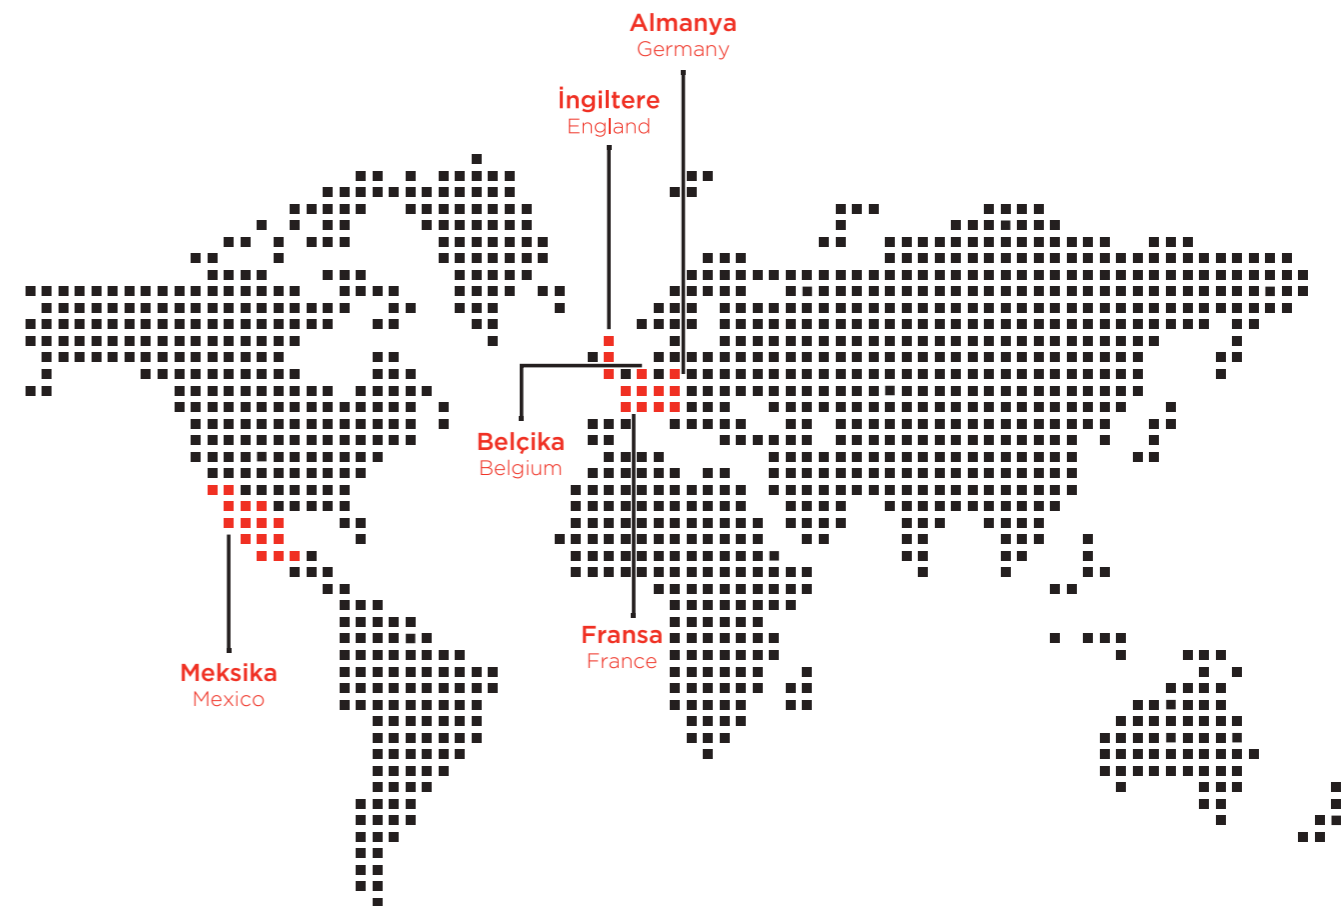 Almanya
Germany
İngiltere
England
Belçika
Belgium
Fransa
France
Meksika
Mexico